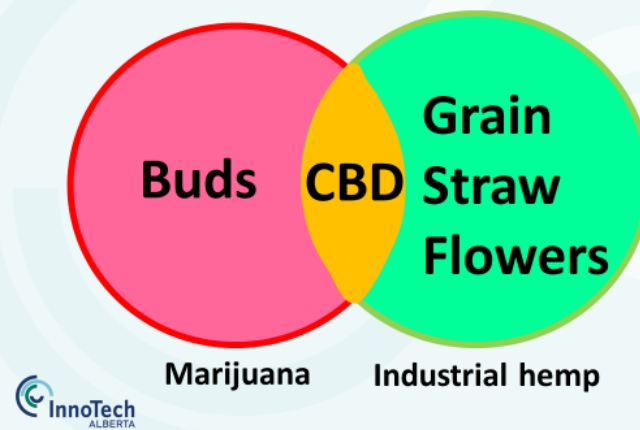 Buds
CBD
Grain
Straw
Flowers
Marijuana
Industrial hemp
InnoTech
ALBERTA